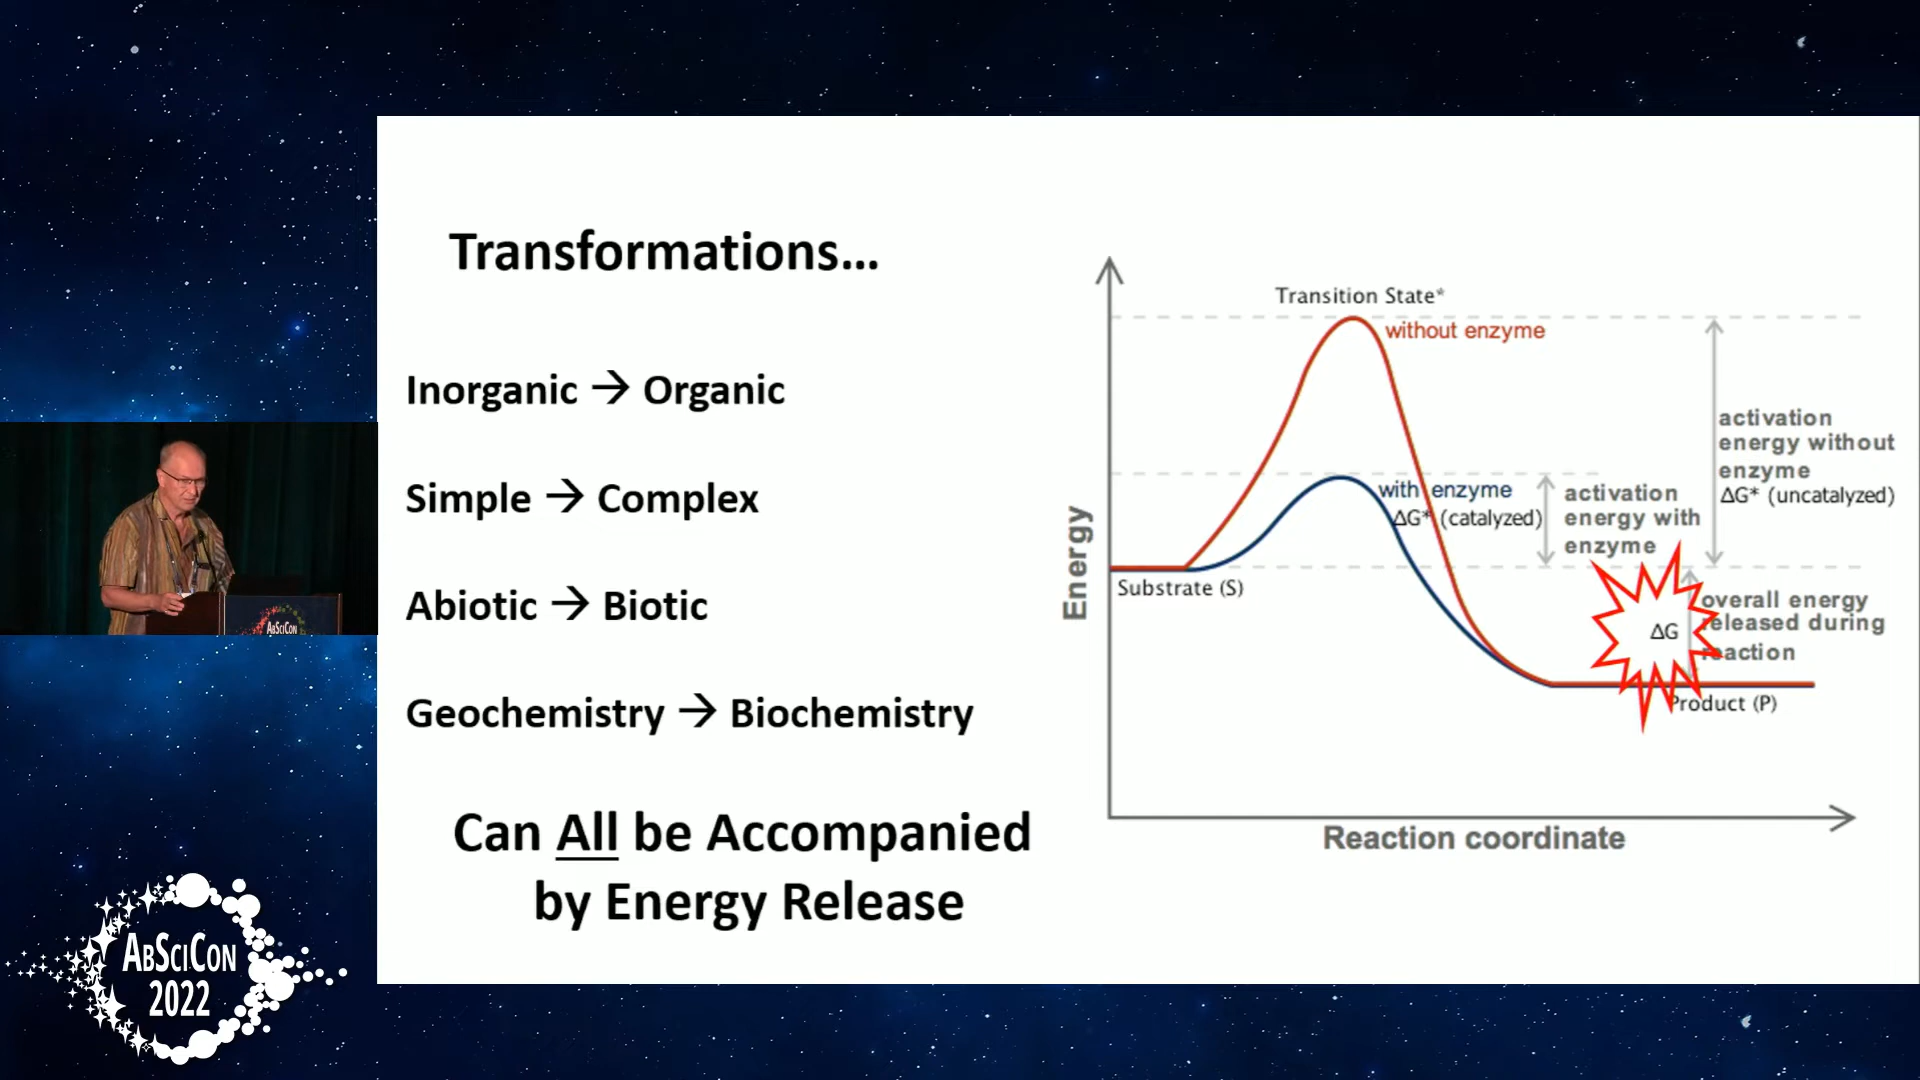 Transformations...
Inorganic → Organic
Simple → Complex
Abiotic → Biotic
Geochemistry → Biochemistry
Can All be Accompanied
by Energy Release
Transition State*
without enzyme
activation
energy without
enzyme
ΔG* (uncatalyzed)
with enzyme
ΔG* (catalyzed)
activation
energy with
enzyme
Substrate (S)
ΔG
overall energy
released during
reaction
Product (P)
Energy
Reaction coordinate
ABSCICON
ABSCICON
2022